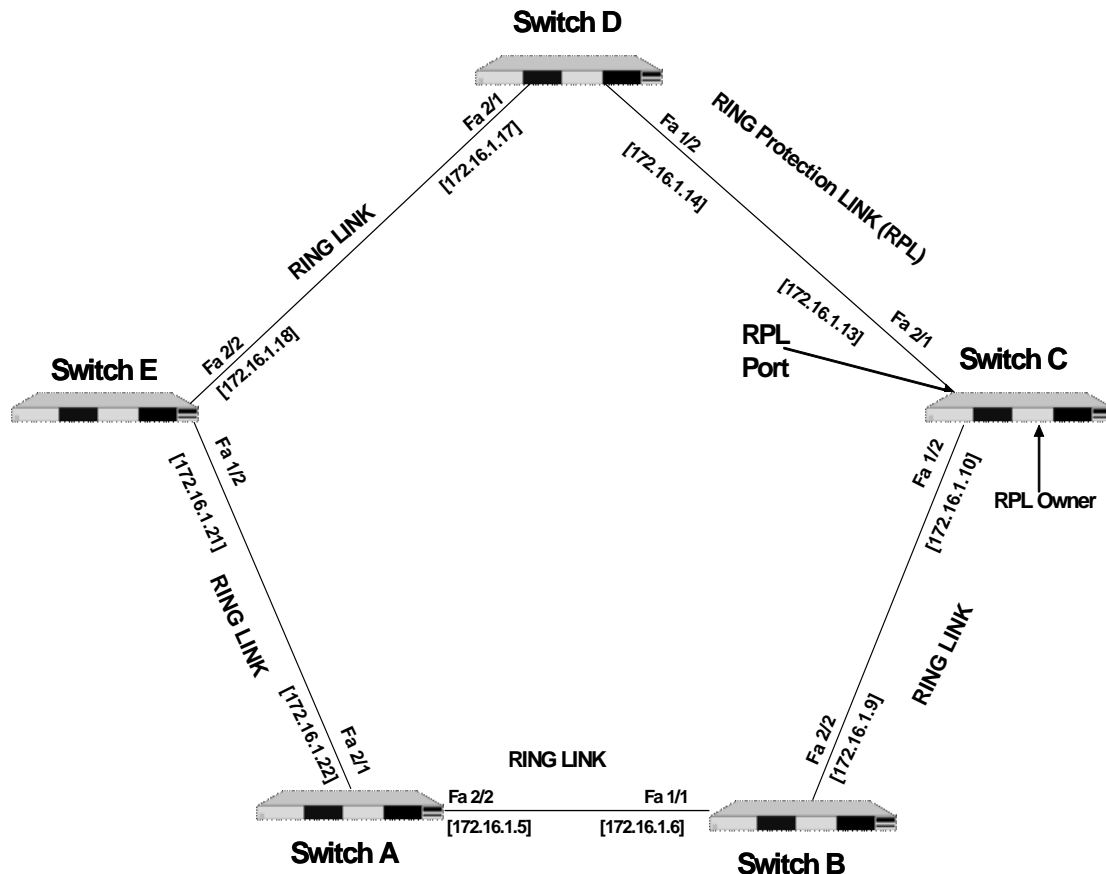 Switch D
Fa 2/1
[172.16.1.17]
Fa 1/2
[172.16.1.14]
RING Protection LINK (RPL)
RING LINK
[172.16.1.13]
Fa 2/1
RPL
Port
Fa 2/2
[172.16.1.18]
Switch E
Switch C
Fa 1/2
[172.16.1.21]
Fa 1/2
[172.16.1.10]
RPL Owner
RING LINK
RING LINK
[172.16.1.22]
Fa 2/1
Fa 2/2
[172.16.1.9]
RING LINK
Fa 2/2
Fa 1/1
[172.16.1.5]
[172.16.1.6]
Switch A
Switch B